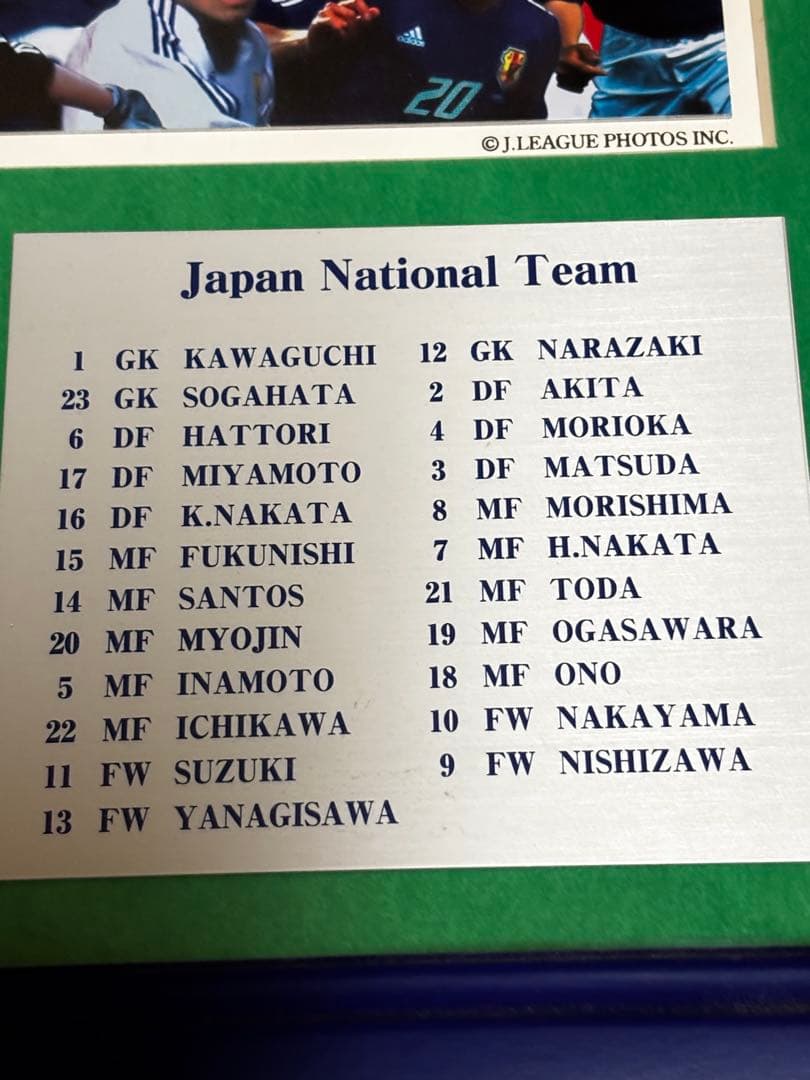 adidas
20
© J.LEAGUE PHOTOS INC.
Japan National Team
1 GK KAWAGUCHI 12 GK NARAZAKI
23 GK SOGAHATA 2 DF AKITA
6 DF HATTORI 4 DF MORIOKA
17 DF MIYAMOTO 3 DF MATSUDA
16 DF K.NAKATA 8 MF MORISHIMA
15 MF FUKUNISHI 7 MF H.NAKATA
14 MF SANTOS 21 MF TODA
20 MF MYOJIN 19 MF OGASAWARA
5 MF INAMOTO 18 MF ONO
22 MF ICHIKAWA 10 FW NAKAYAMA
11 FW SUZUKI 9 FW NISHIZAWA
13 FW YANAGISAWA